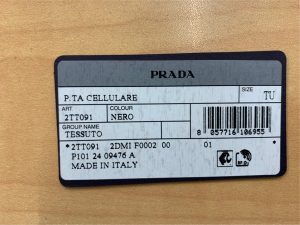 PRADA
P.TA CELLULARE SIZE TU
ART. COLOUR
2TT091 NERO
GROUP NAME
TESSUTO
8 057716 106955
*2TT091 2DMI F0002 00 01
P101 24 09476 A
MADE IN ITALY